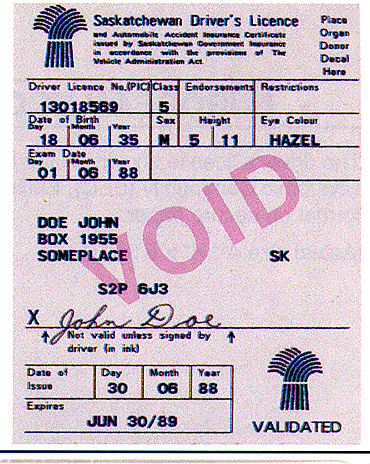 Saskatchewan Driver's Licence
and Automobile Accident Insurance Certificate
issued by Saskatchewan Government Insurance
in accordance with the provisions of The
Vehicle Administration Act.
Place
Organ
Donor
Decal
Here
Driver Licence No.(PIC) Class Endorsements Restrictions
13018569 5
Date of Birth Sex Height Eye Colour
Day Month Year
18 06 35 M 5 11 HAZEL
Exam Date
Day Month Year
01 06 88
VOID
DOE JOHN
BOX 1955
SOMEPLACE SK
S2P 6J3
X John Doe
Not valid unless signed by
driver (in ink)
Date of Issue Day Month Year
30 06 88
Expires
JUN 30/89
VALIDATED